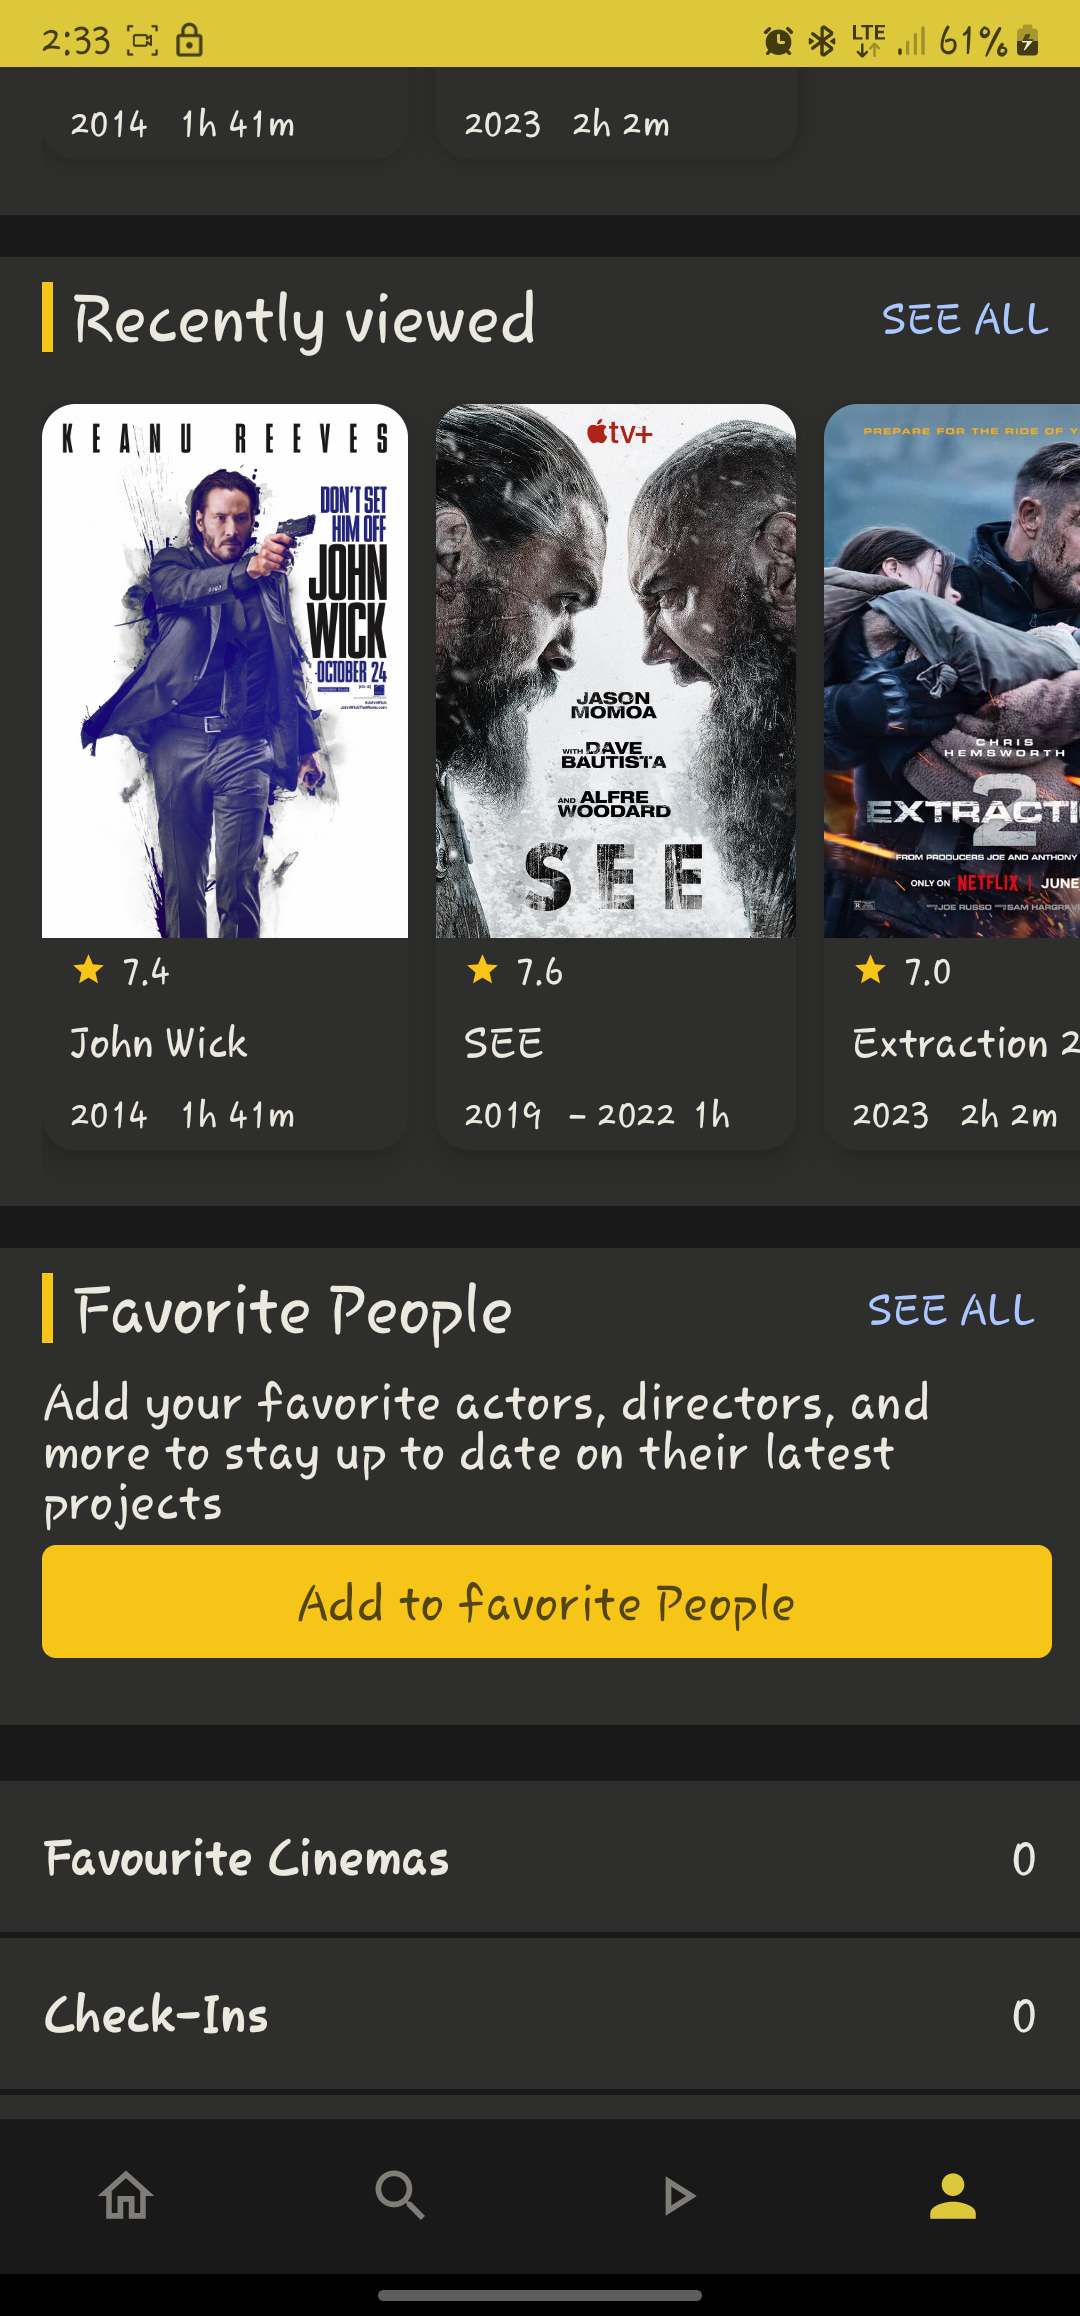 2:33 LTE 61%
2014 1h 41m 2023 2h 2m
Recently viewed SEE ALL
KEANU REEVES
DON'T SET
HIM OFF
JOHN
WICK
OCTOBER 24
tv+
JASON
MOMOA
WITH DAVE
BAUTISTA
AND ALFRE
WOODARD
SEE
PREPARE FOR THE RIDE OF Y
CHRIS
HEMSWORTH
2
EXTRACTI
FROM PRODUCERS JOE AND ANTHONY
ONLY ON NETFLIX | JUNE
JOE RUSSO SAM HARGRAVE
7.4 7.6 7.0
John Wick SEE Extraction 2
2014 1h 41m 2019 - 2022 1h 2023 2h 2m
Favorite People SEE ALL
Add your favorite actors, directors, and
more to stay up to date on their latest
projects
Add to favorite People
Favourite Cinemas 0
Check-Ins 0